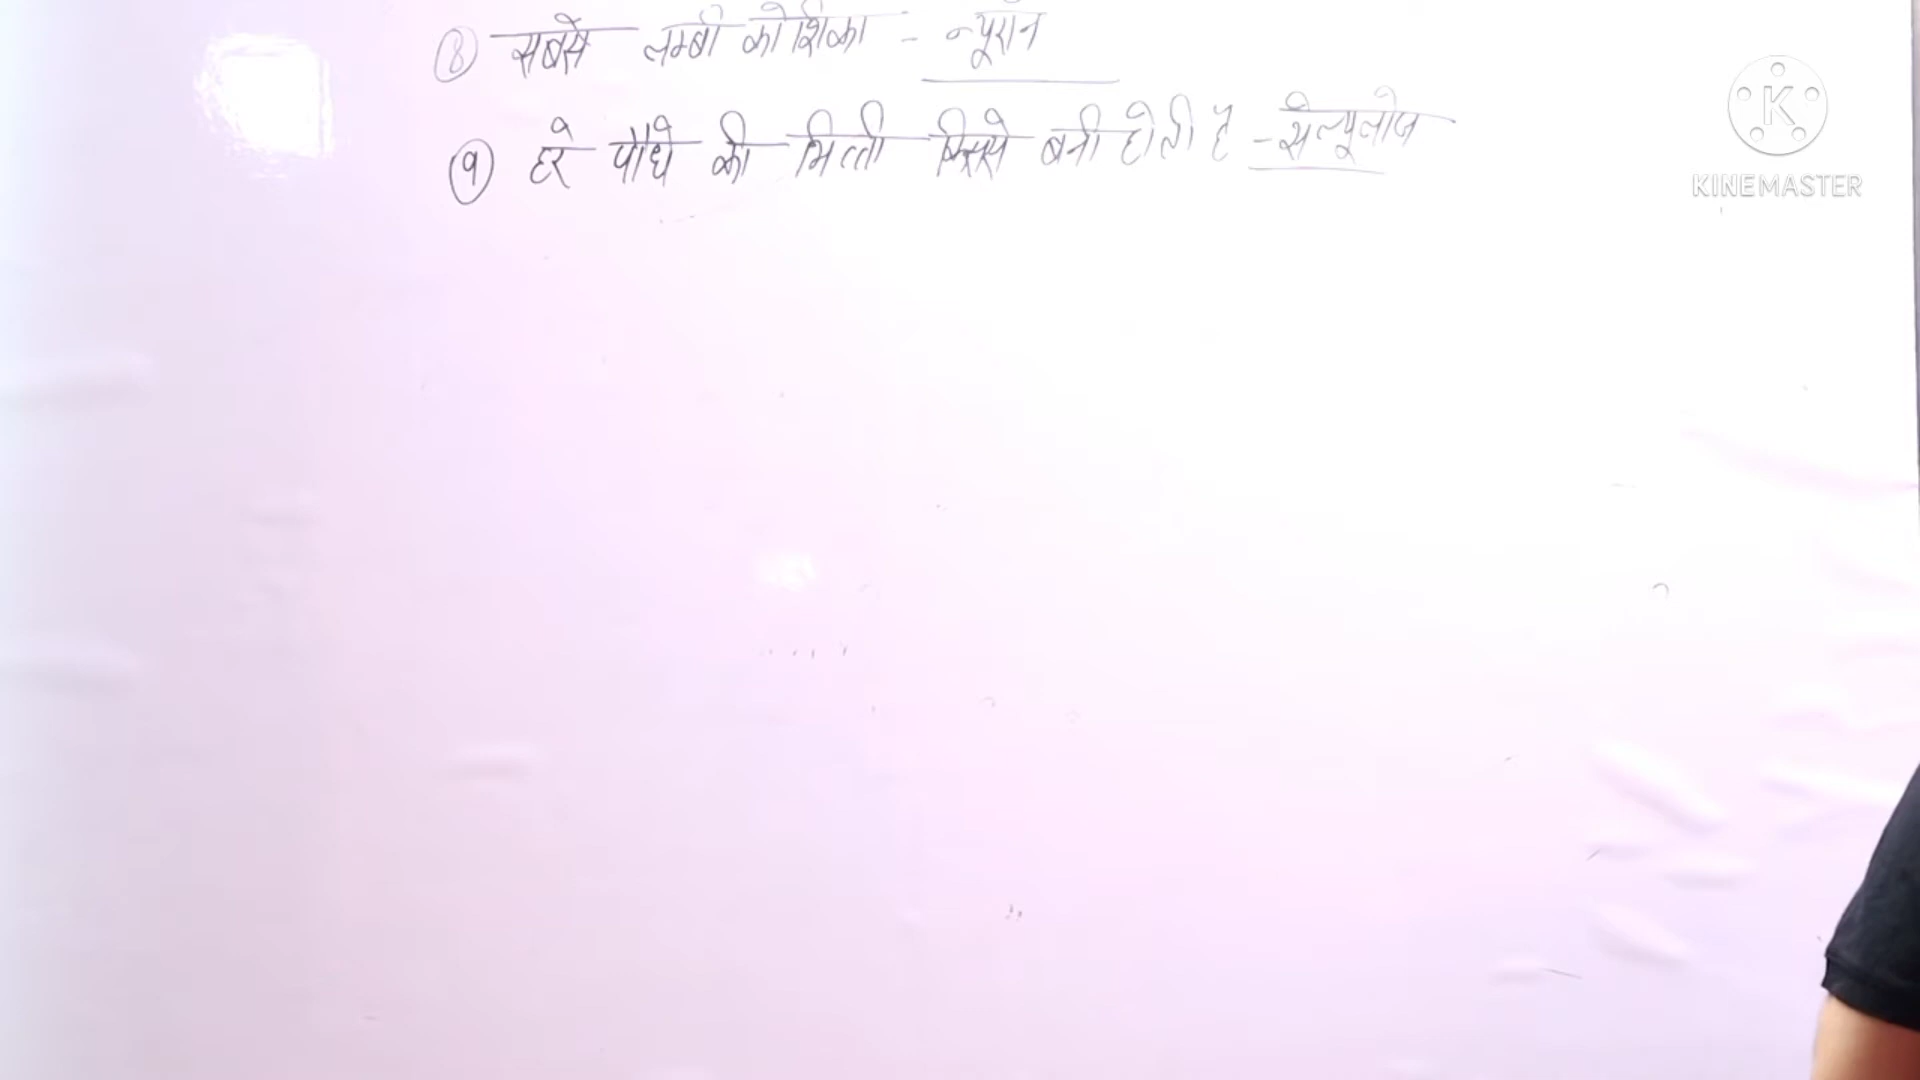 8 सबसे लम्बी कोशिका - न्यूरॉन
9 हरे पौधे की भित्ती किससे बनी होती है - सेल्यूलोज
K
KINEMASTER